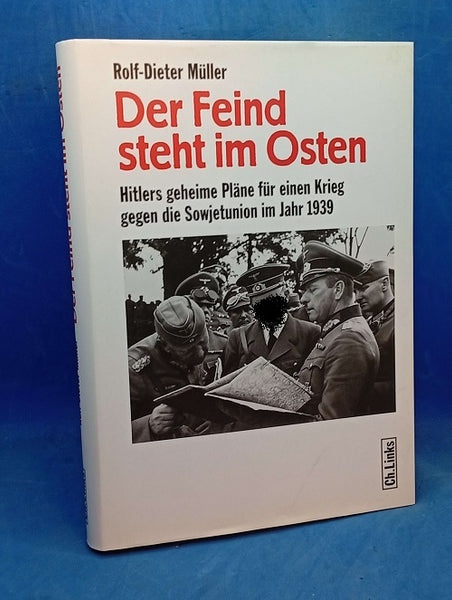 Rolf-Dieter Müller
Der Feind
steht im Osten
Hitlers geheime Pläne für einen Krieg
gegen die Sowjetunion im Jahr 1939
Ch.Links